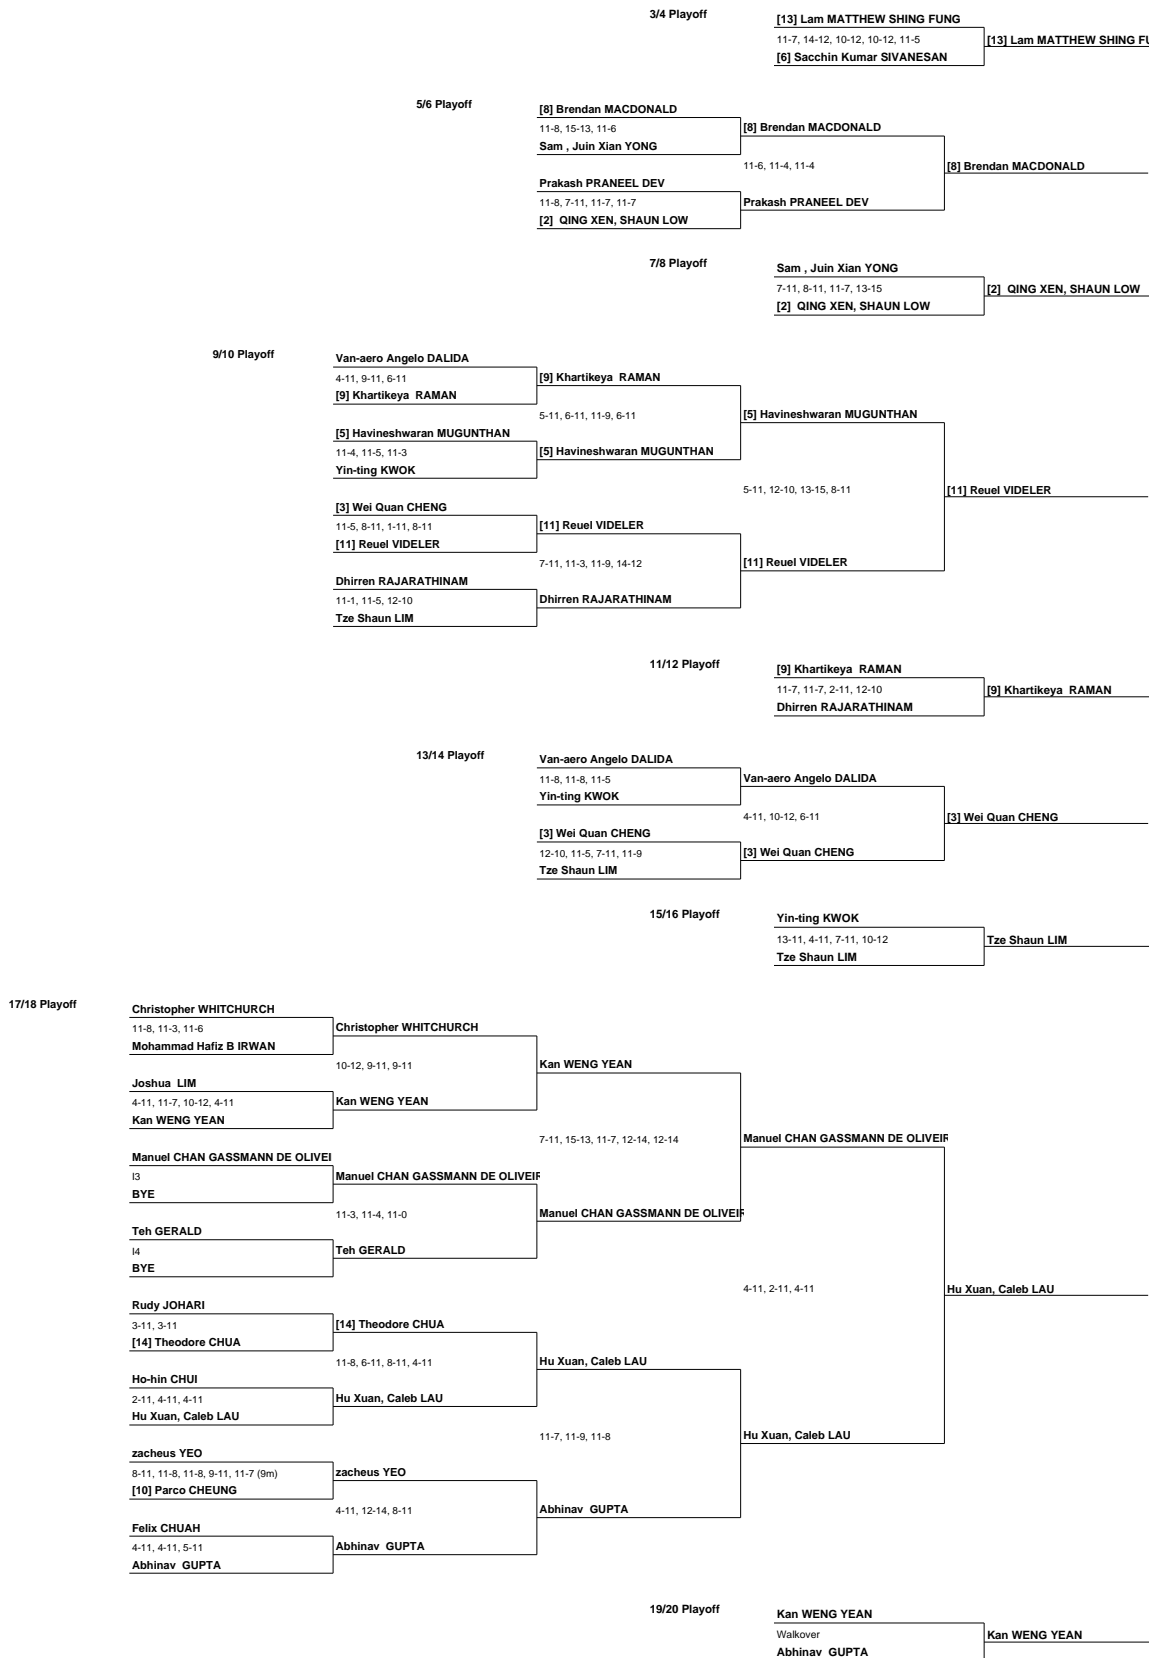 3/4 Playoff
[13] Lam MATTHEW SHING FUNG
11-7, 14-12, 10-12, 10-12, 11-5
[13] Lam MATTHEW SHING FU
[6] Sacchin Kumar SIVANESAN
5/6 Playoff
[8] Brendan MACDONALD
11-8, 15-13, 11-6
[8] Brendan MACDONALD
Sam , Juin Xian YONG
11-6, 11-4, 11-4
[8] Brendan MACDONALD
Prakash PRANEEL DEV
11-8, 7-11, 11-7, 11-7
Prakash PRANEEL DEV
[2] QING XEN, SHAUN LOW
7/8 Playoff
Sam , Juin Xian YONG
7-11, 8-11, 11-7, 13-15
[2] QING XEN, SHAUN LOW
[2] QING XEN, SHAUN LOW
9/10 Playoff
Van-aero Angelo DALIDA
4-11, 9-11, 6-11
[9] Khartikeya RAMAN
[9] Khartikeya RAMAN
5-11, 6-11, 11-9, 6-11
[5] Havineshwaran MUGUNTHAN
[5] Havineshwaran MUGUNTHAN
11-4, 11-5, 11-3
[5] Havineshwaran MUGUNTHAN
Yin-ting KWOK
5-11, 12-10, 13-15, 8-11
[11] Reuel VIDELER
[3] Wei Quan CHENG
11-5, 8-11, 1-11, 8-11
[11] Reuel VIDELER
[11] Reuel VIDELER
7-11, 11-3, 11-9, 14-12
[11] Reuel VIDELER
Dhirren RAJARATHINAM
11-1, 11-5, 12-10
Dhirren RAJARATHINAM
Tze Shaun LIM
11/12 Playoff
[9] Khartikeya RAMAN
11-7, 11-7, 2-11, 12-10
[9] Khartikeya RAMAN
Dhirren RAJARATHINAM
13/14 Playoff
Van-aero Angelo DALIDA
11-8, 11-8, 11-5
Van-aero Angelo DALIDA
Yin-ting KWOK
4-11, 10-12, 6-11
[3] Wei Quan CHENG
[3] Wei Quan CHENG
12-10, 11-5, 7-11, 11-9
[3] Wei Quan CHENG
Tze Shaun LIM
15/16 Playoff
Yin-ting KWOK
13-11, 4-11, 7-11, 10-12
Tze Shaun LIM
Tze Shaun LIM
17/18 Playoff
Christopher WHITCHURCH
11-8, 11-3, 11-6
Christopher WHITCHURCH
Mohammad Hafiz B IRWAN
10-12, 9-11, 9-11
Kan WENG YEAN
Joshua LIM
4-11, 11-7, 10-12, 4-11
Kan WENG YEAN
Kan WENG YEAN
7-11, 15-13, 11-7, 12-14, 12-14
Manuel CHAN GASSMANN DE OLIVEIR
Manuel CHAN GASSMANN DE OLIVEI
I3
Manuel CHAN GASSMANN DE OLIVEIR
BYE
11-3, 11-4, 11-0
Manuel CHAN GASSMANN DE OLIVEIR
Teh GERALD
I4
Teh GERALD
BYE
4-11, 2-11, 4-11
Hu Xuan, Caleb LAU
Rudy JOHARI
3-11, 3-11
[14] Theodore CHUA
[14] Theodore CHUA
11-8, 6-11, 8-11, 4-11
Hu Xuan, Caleb LAU
Ho-hin CHUI
2-11, 4-11, 4-11
Hu Xuan, Caleb LAU
Hu Xuan, Caleb LAU
11-7, 11-9, 11-8
Hu Xuan, Caleb LAU
zacheus YEO
8-11, 11-8, 11-8, 9-11, 11-7 (9m)
zacheus YEO
[10] Parco CHEUNG
4-11, 12-14, 8-11
Abhinav GUPTA
Felix CHUAH
4-11, 4-11, 5-11
Abhinav GUPTA
Abhinav GUPTA
19/20 Playoff
Kan WENG YEAN
Walkover
Kan WENG YEAN
Abhinav GUPTA